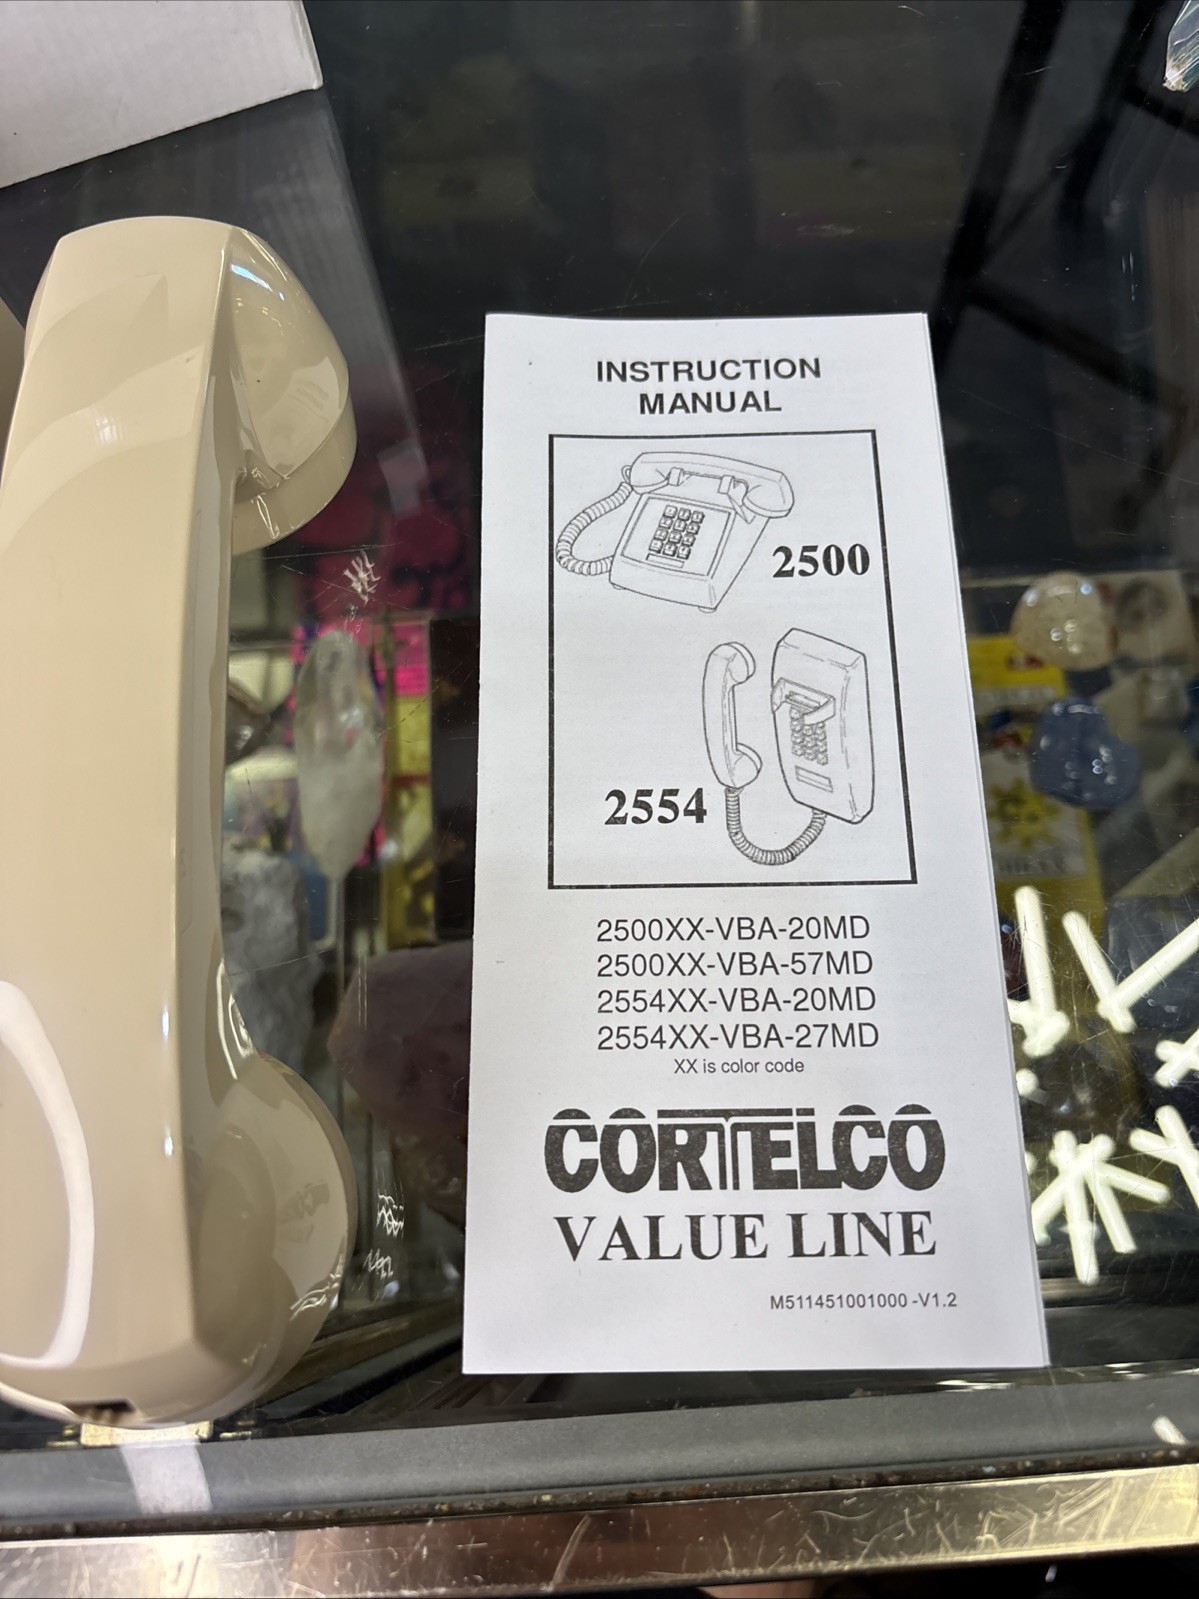 INSTRUCTION
MANUAL
2500
2554
2500XX-VBA-20MD
2500XX-VBA-57MD
2554XX-VBA-20MD
2554XX-VBA-27MD
XX is color code
CORTELCO
VALUE LINE
M511451001000 -V1.2